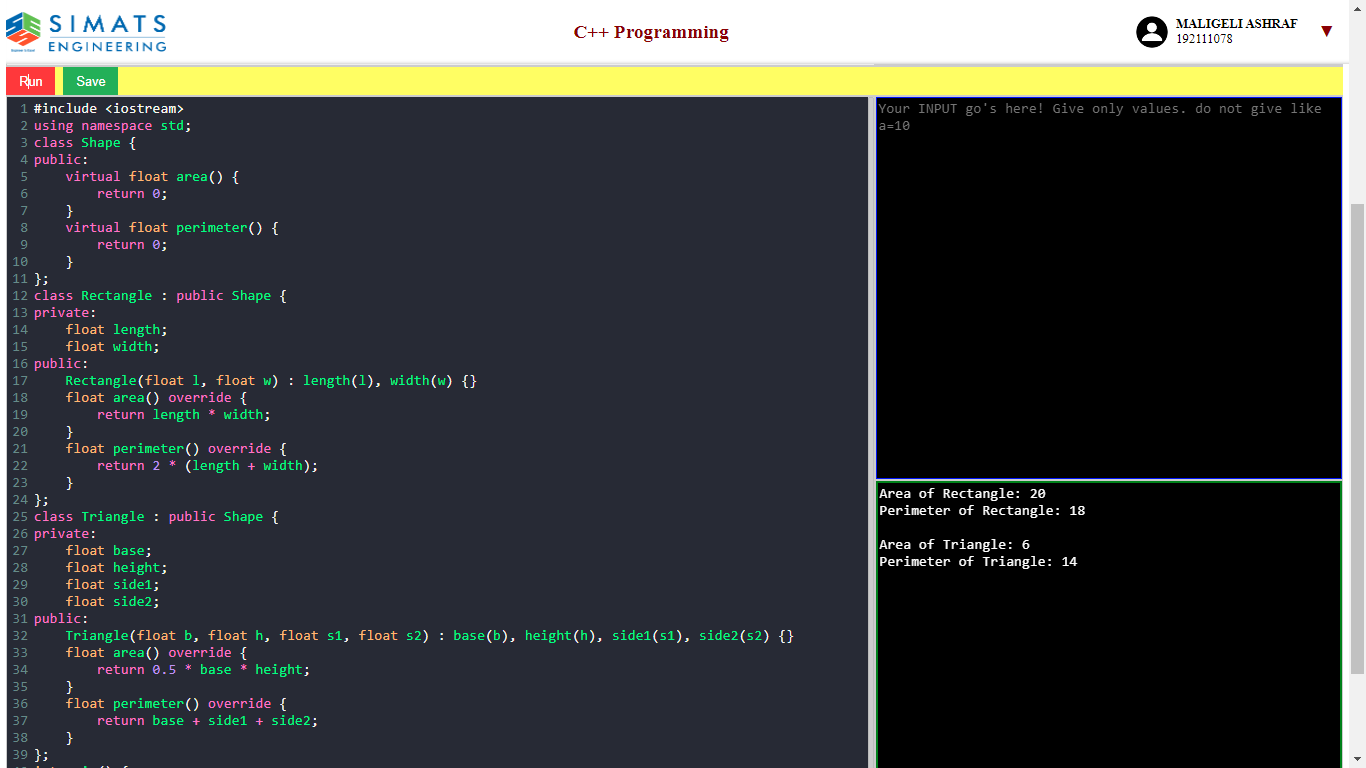 SIMATS
ENGINEERING
C++ Programming
MALIGELI ASHRAF
192111078
Run
Save
1 #include <iostream>
2 using namespace std;
3 class Shape {
4 public:
5     virtual float area() {
6         return 0;
7     }
8     virtual float perimeter() {
9         return 0;
10     }
11 };
12 class Rectangle : public Shape {
13 private:
14     float length;
15     float width;
16 public:
17     Rectangle(float l, float w) : length(l), width(w) {}
18     float area() override {
19         return length * width;
20     }
21     float perimeter() override {
22         return 2 * (length + width);
23     }
24 };
25 class Triangle : public Shape {
26 private:
27     float base;
28     float height;
29     float side1;
30     float side2;
31 public:
32     Triangle(float b, float h, float s1, float s2) : base(b), height(h), side1(s1), side2(s2) {}
33     float area() override {
34         return 0.5 * base * height;
35     }
36     float perimeter() override {
37         return base + side1 + side2;
38     }
39 };
Your INPUT go's here! Give only values. do not give like
a=10
Area of Rectangle: 20
Perimeter of Rectangle: 18
Area of Triangle: 6
Perimeter of Triangle: 14